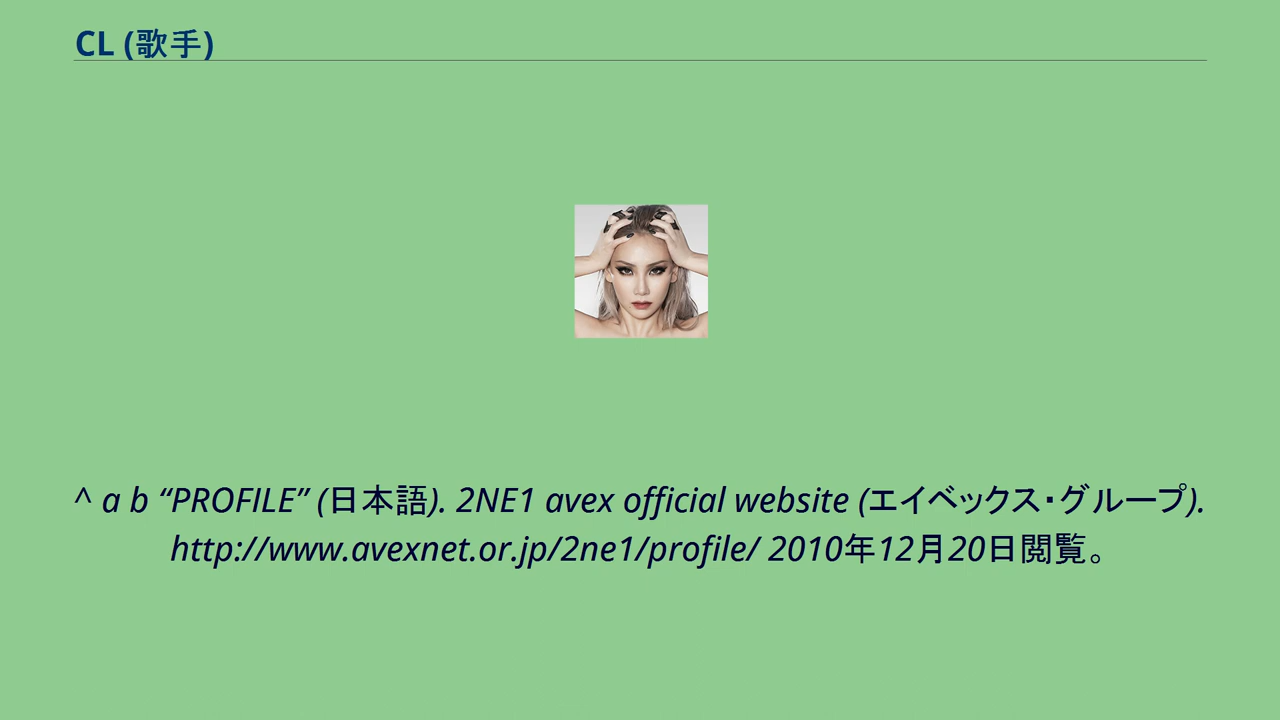 CL (歌手)
^ a b “PROFILE” (日本語). 2NE1 avex official website (エイベックス・グループ).
http://www.avexnet.or.jp/2ne1/profile/ 2010年12月20日閲覧。